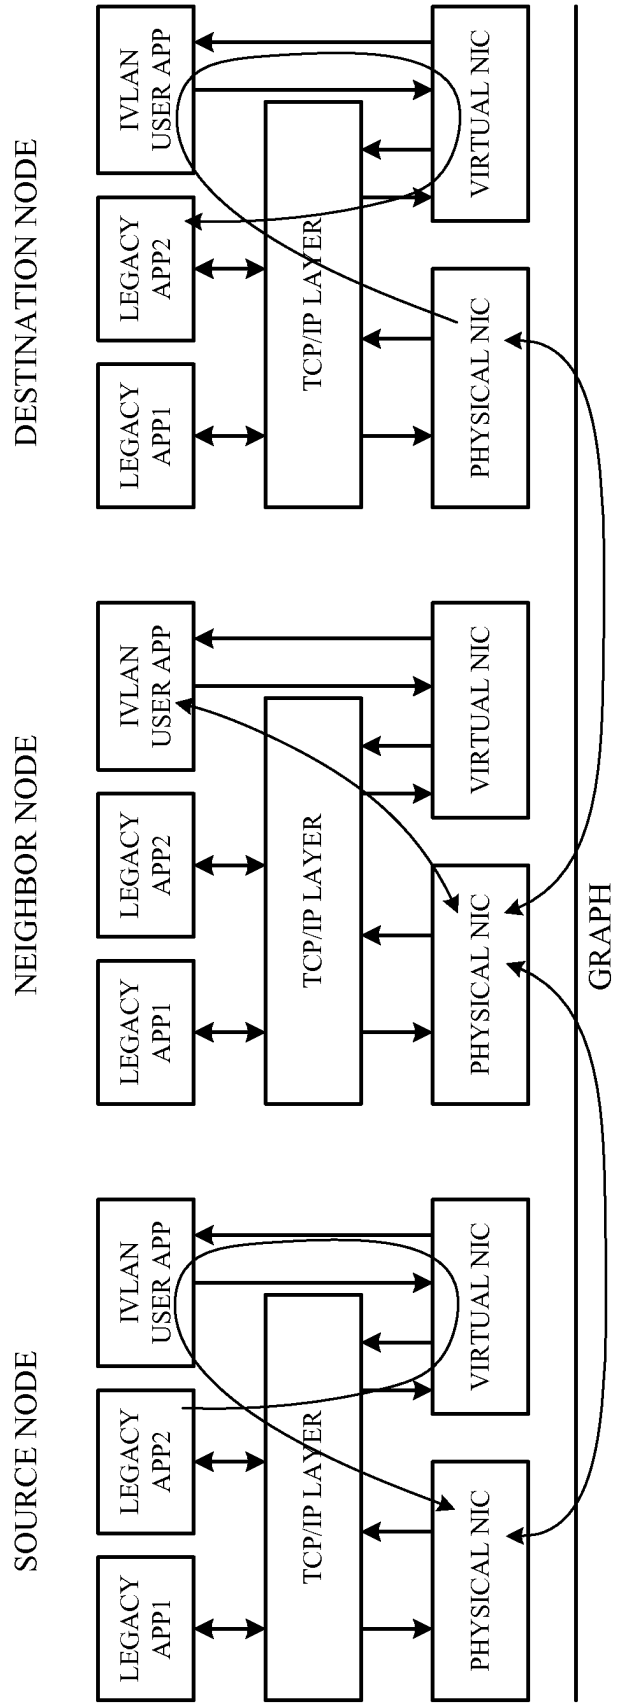 SOURCE NODE
LEGACY
APP1
LEGACY
APP2
IVLAN
USER APP
TCP/IP LAYER
PHYSICAL NIC
VIRTUAL NIC
NEIGHBOR NODE
LEGACY
APP1
LEGACY
APP2
IVLAN
USER APP
TCP/IP LAYER
PHYSICAL NIC
VIRTUAL NIC
DESTINATION NODE
LEGACY
APP1
LEGACY
APP2
IVLAN
USER APP
TCP/IP LAYER
PHYSICAL NIC
VIRTUAL NIC
GRAPH